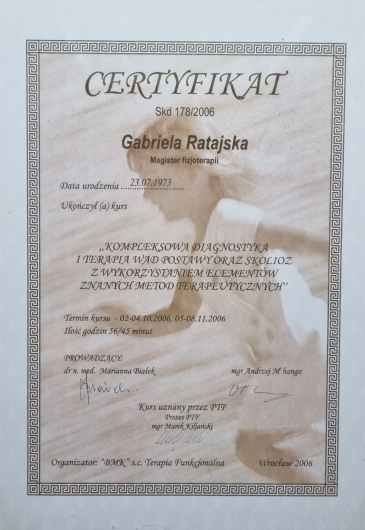 CERTYFIKAT
Skd 178/2006
Gabriela Ratajska
Magister fizjoterapii
Data urodzenia ....23.07.1973............
Ukończył (a) kurs
„KOMPLEKSOWA DIAGNOSTYKA
I TERAPIA WAD POSTAWY ORAZ SKOLIOZ
Z WYKORZYSTANIEM ELEMENTÓW
ZNANYCH METOD TERAPEUTYCZNYCH”
Termin kursu - 02-04.10.2006, 05-08.11.2006
Ilość godzin 56/45 minut
PROWADZĄCY:
dr n. med. Marianna Białek mgr Andrzej M'hango
Kurs uznany przez PTF
Prezes PTF
mgr Marek Kiljański
Organizator: "BMK" s.c. Terapia Funkcjonalna Wrocław 2006